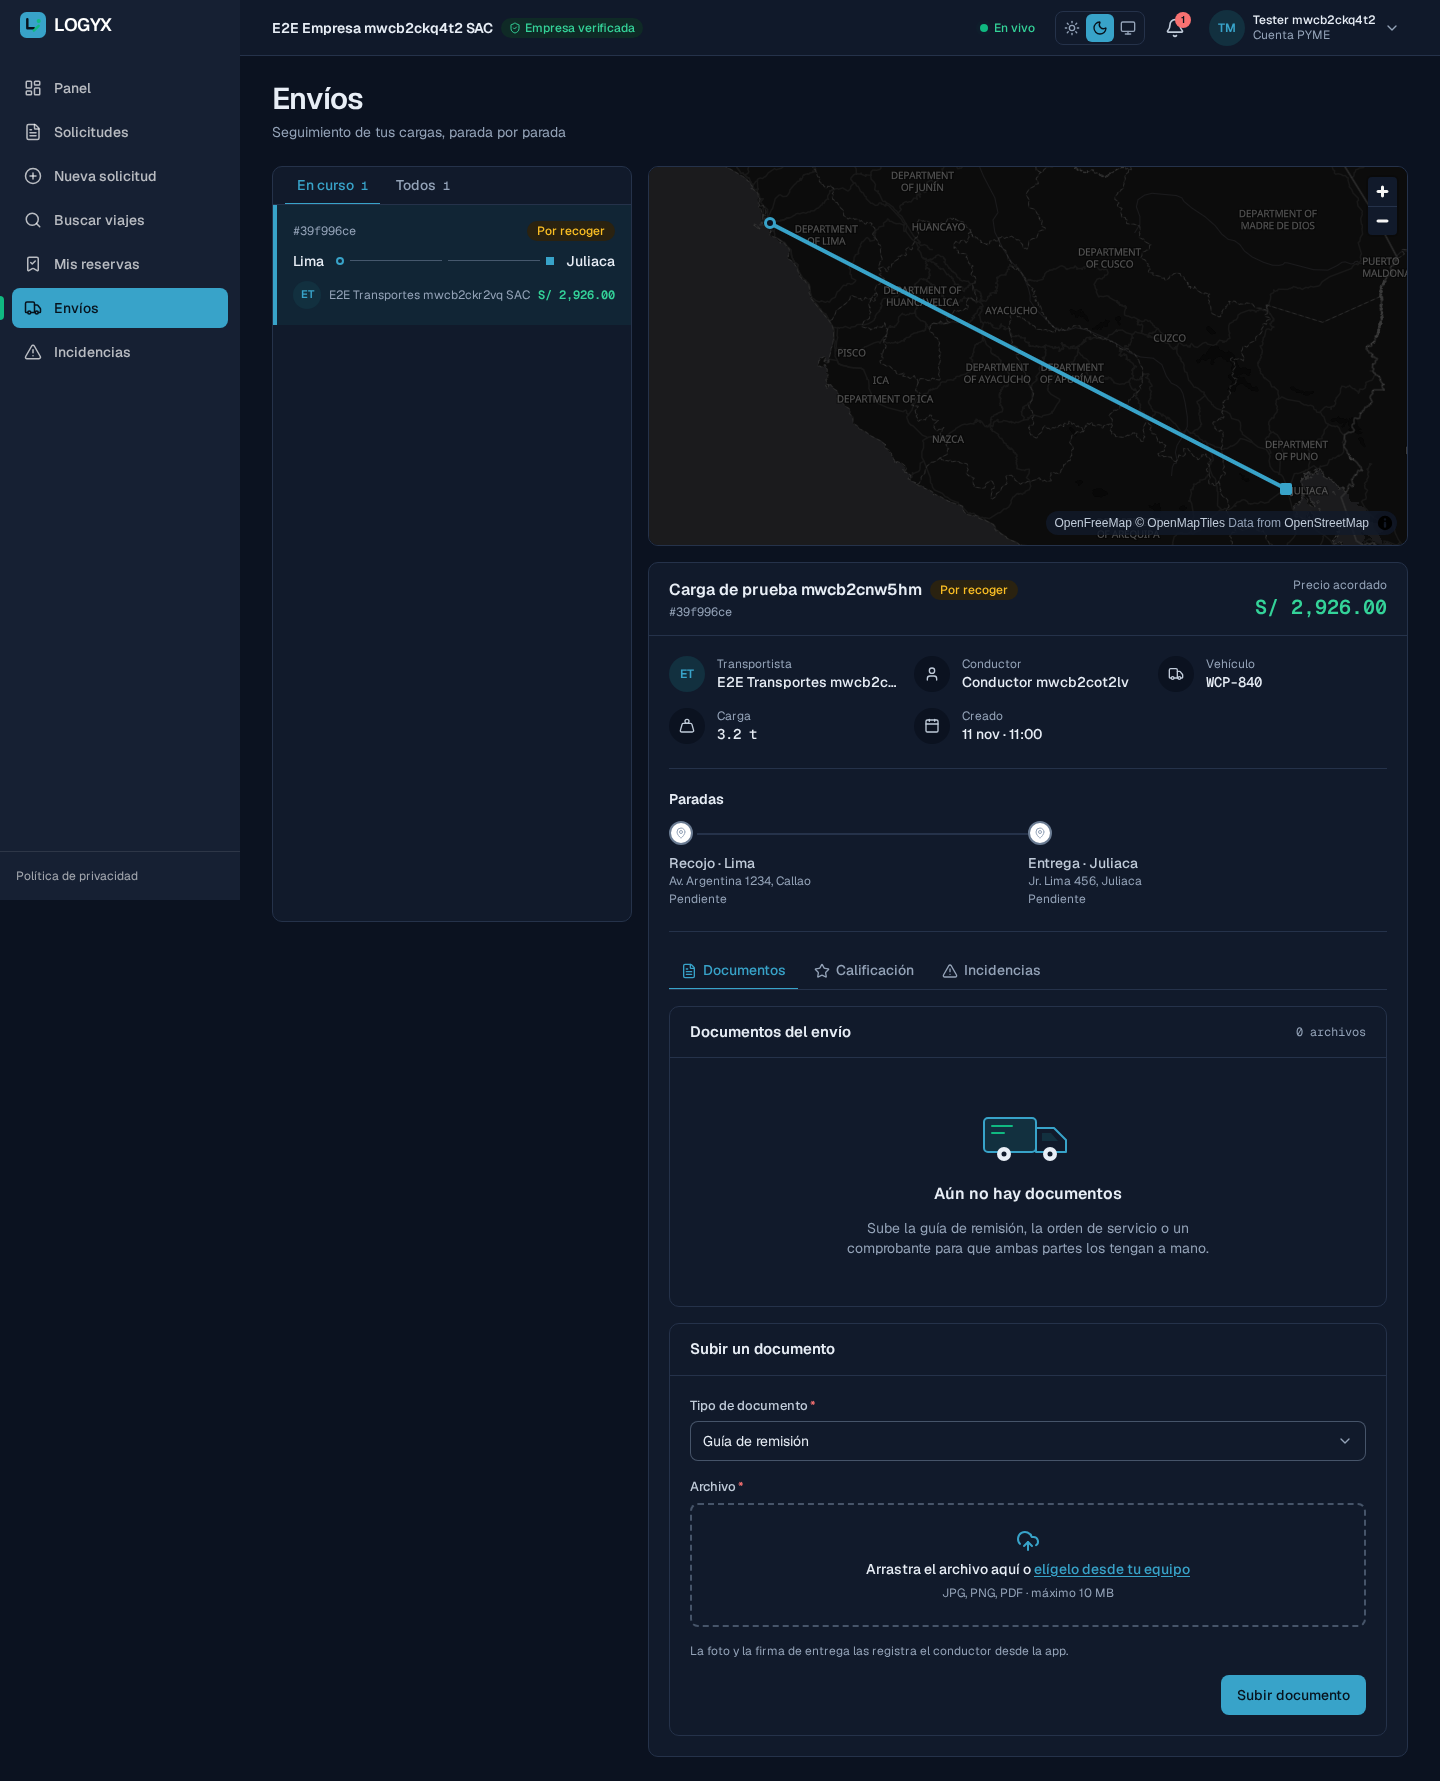 LOGYX
E2E Empresa mwcb2ckq4t2 SAC
Empresa verificada
En vivo
1
TM
Tester mwcb2ckq4t2
Cuenta PYME
Panel
Solicitudes
Nueva solicitud
Buscar viajes
Mis reservas
Envíos
Incidencias
Política de privacidad
Envíos
Seguimiento de tus cargas, parada por parada
En curso 1
Todos 1
#39f996ce
Por recoger
Lima
Juliaca
ET
E2E Transportes mwcb2ckr2vq SAC
S/ 2,926.00
DEPARTMENT
OF JUNÍN
DEPARTMENT
OF LIMA
HUANCAYO
DEPARTMENT OF
MADRE DE DIOS
DEPARTMENT
OF CUSCO
PUERTO
MALDONA
DEPARTMENT OF
HUANCAVELICA
AYACUCHO
CUZCO
PISCO
DEPARTMENT
OF AYACUCHO
DEPARTMENT
OF APURÍMAC
ICA
DEPARTMENT OF ICA
NAZCA
DEPARTMENT
OF PUNO
JULIACA
OF AREQUIPA
OpenFreeMap © OpenMapTiles Data from OpenStreetMap
Carga de prueba mwcb2cnw5hm
Por recoger
#39f996ce
Precio acordado
S/ 2,926.00
ET
Transportista
E2E Transportes mwcb2c…
Conductor
Conductor mwcb2cot2lv
Vehículo
WCP-840
Carga
3.2 t
Creado
11 nov · 11:00
Paradas
Recojo · Lima
Av. Argentina 1234, Callao
Pendiente
Entrega · Juliaca
Jr. Lima 456, Juliaca
Pendiente
Documentos
Calificación
Incidencias
Documentos del envío
0 archivos
Aún no hay documentos
Sube la guía de remisión, la orden de servicio o un
comprobante para que ambas partes los tengan a mano.
Subir un documento
Tipo de documento *
Guía de remisión
Archivo *
Arrastra el archivo aquí o elígelo desde tu equipo
JPG, PNG, PDF · máximo 10 MB
La foto y la firma de entrega las registra el conductor desde la app.
Subir documento